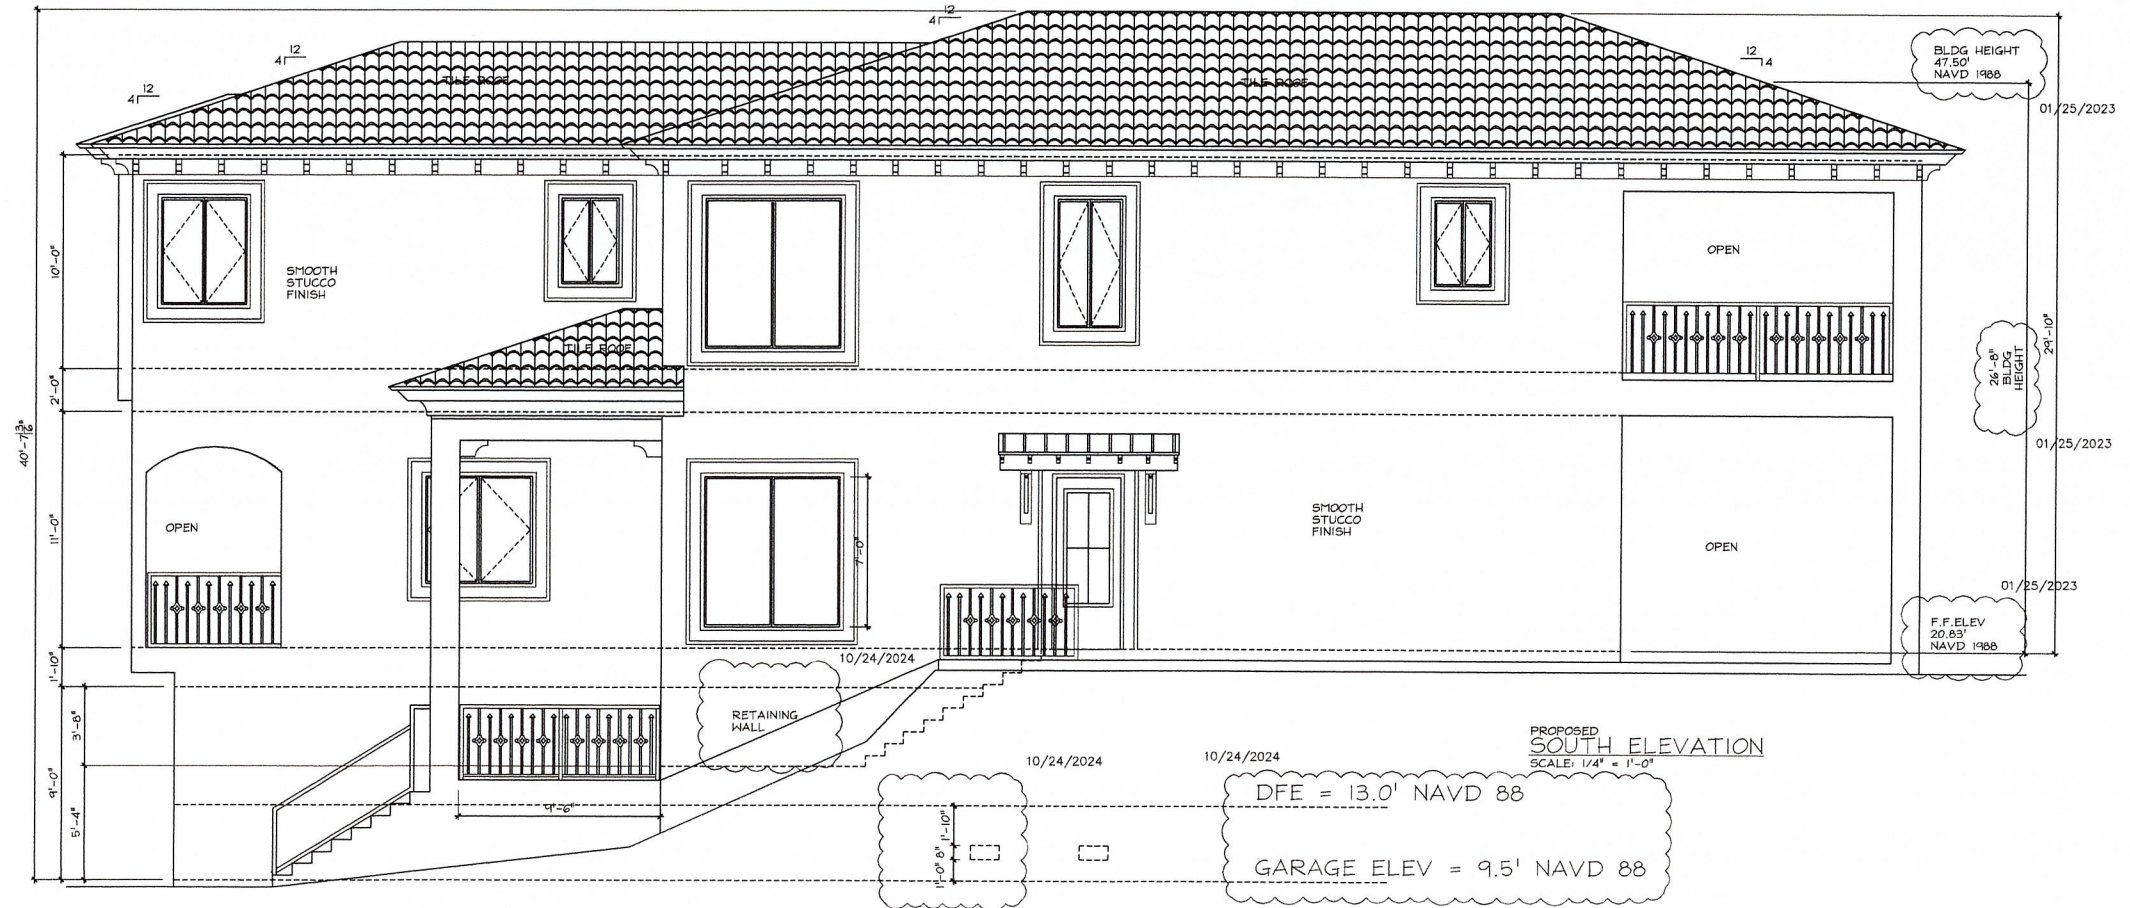 12
4
12
4
12
4
12
4
TILE ROOF
TILE ROOF
BLDG HEIGHT
47.50'
NAVD 1988
01/25/2023
SMOOTH
STUCCO
FINISH
OPEN
TILE ROOF
10'-0"
2'-0"
11'-0"
1'-10"
9'-0"
3'-8"
5'-4"
40'-7 3/16"
29'-10"
26'-8"
BLDG
HEIGHT
01/25/2023
OPEN
7'-0"
SMOOTH
STUCCO
FINISH
OPEN
01/25/2023
F.F.ELEV
20.83'
NAVD 1988
10/24/2024
RETAINING
WALL
9'-6"
PROPOSED
SOUTH ELEVATION
SCALE: 1/4" = 1'-0"
10/24/2024
10/24/2024
1'-10"
8"
1'-0"
DFE = 13.0' NAVD 88
GARAGE ELEV = 9.5' NAVD 88